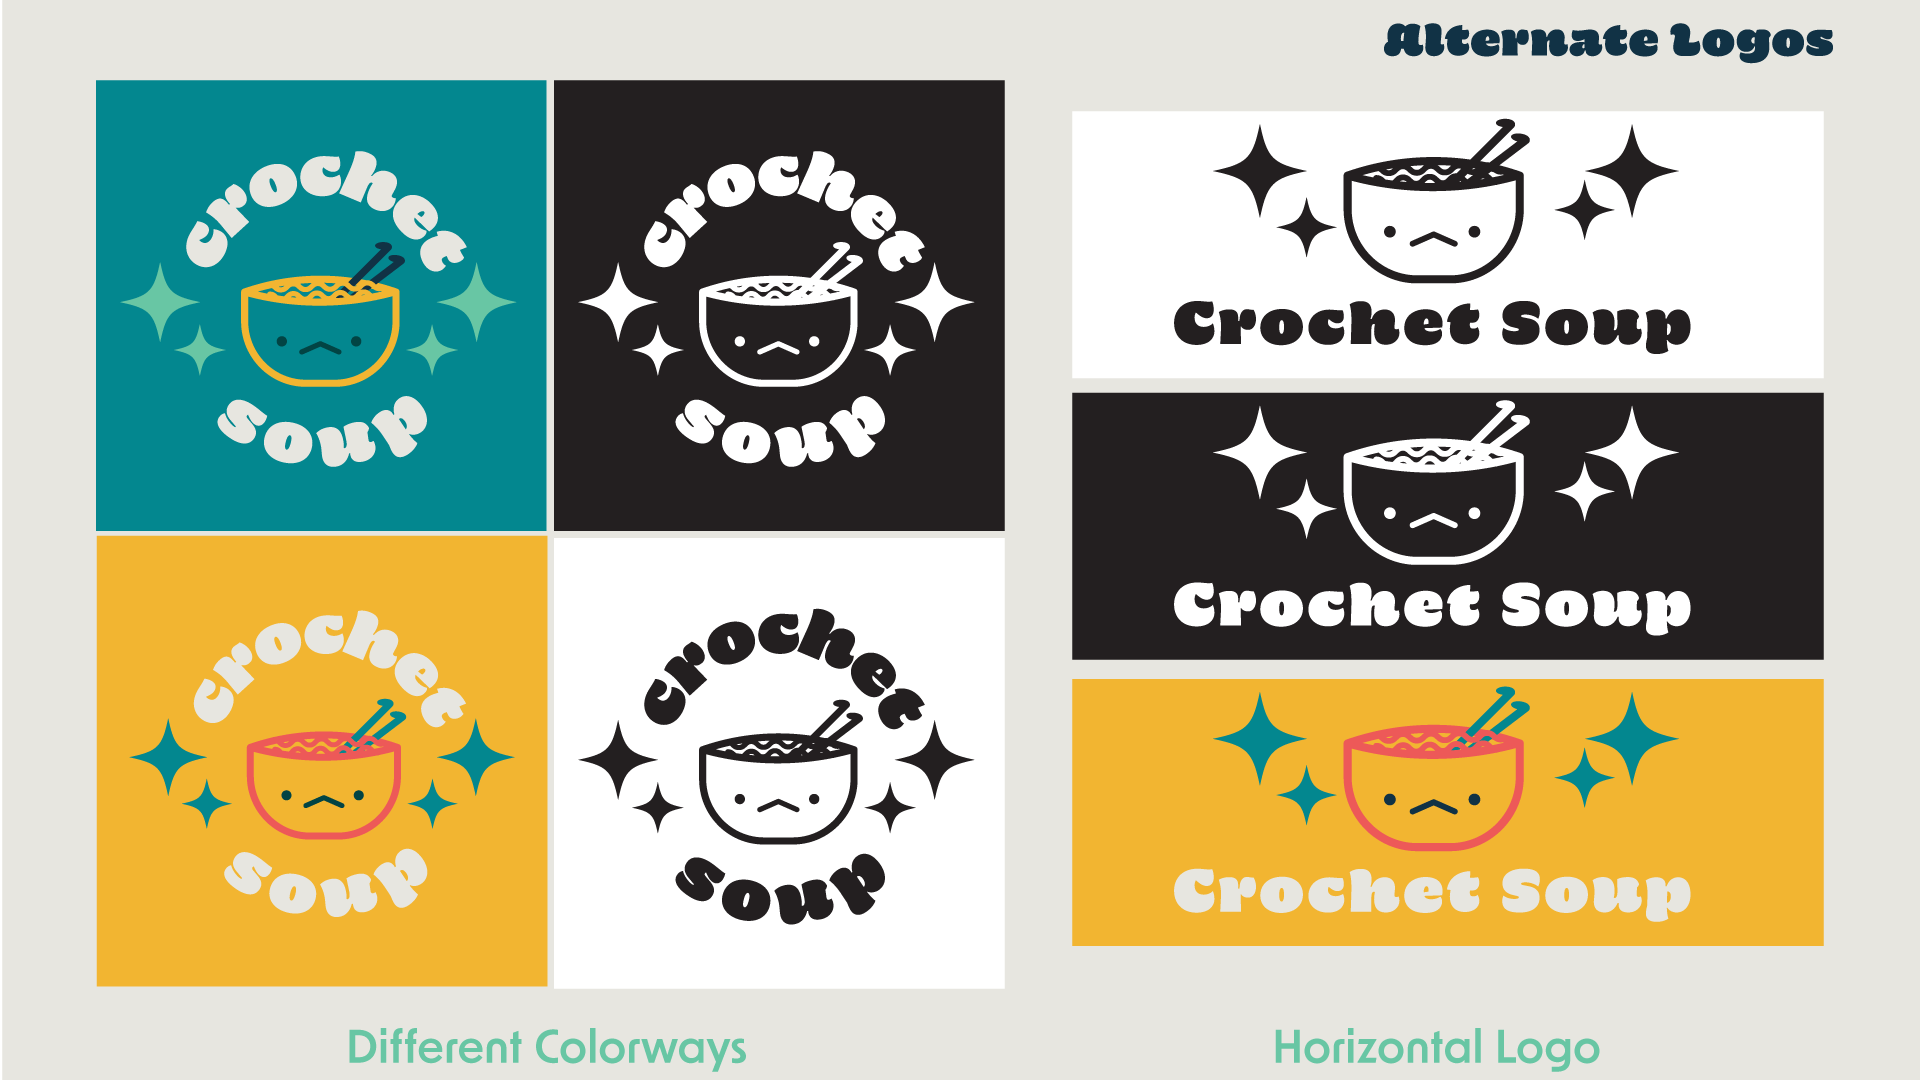 Alternate Logos
crochet
soup
crochet
soup
crochet
soup
crochet
soup
Crochet Soup
Crochet Soup
Crochet Soup
Different Colorways
Horizontal Logo